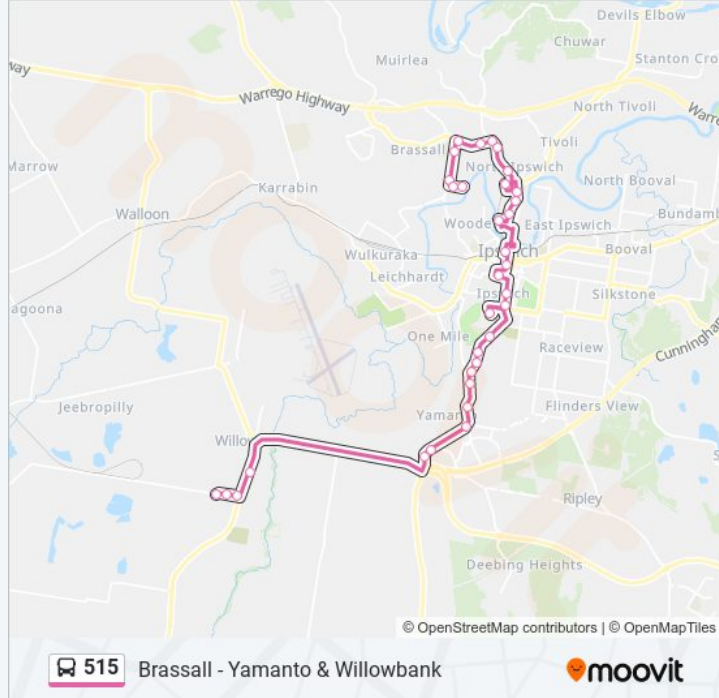 Devils Elbow
Chuwar
Muirlea
Stanton Cro
way
Warrego Highway
North Tivoli
Warre
Brassall
Tivoli
North Ipswich
Marrow
Karrabin
North Booval
Walloon
Woode
East Ipswich
Bundamb
Wulkuraka
Ipswich
Booval
Leichhardt
Ipswich
Silkstone
agoona
One Mile
Raceview
Cunningham
Jeebropilly
Yamanto
Flinders View
Willo
S
Ripley
Deebing Heights
© OpenStreetMap contributors | © OpenMapTiles
515 Brassall - Yamanto & Willowbank
moovit